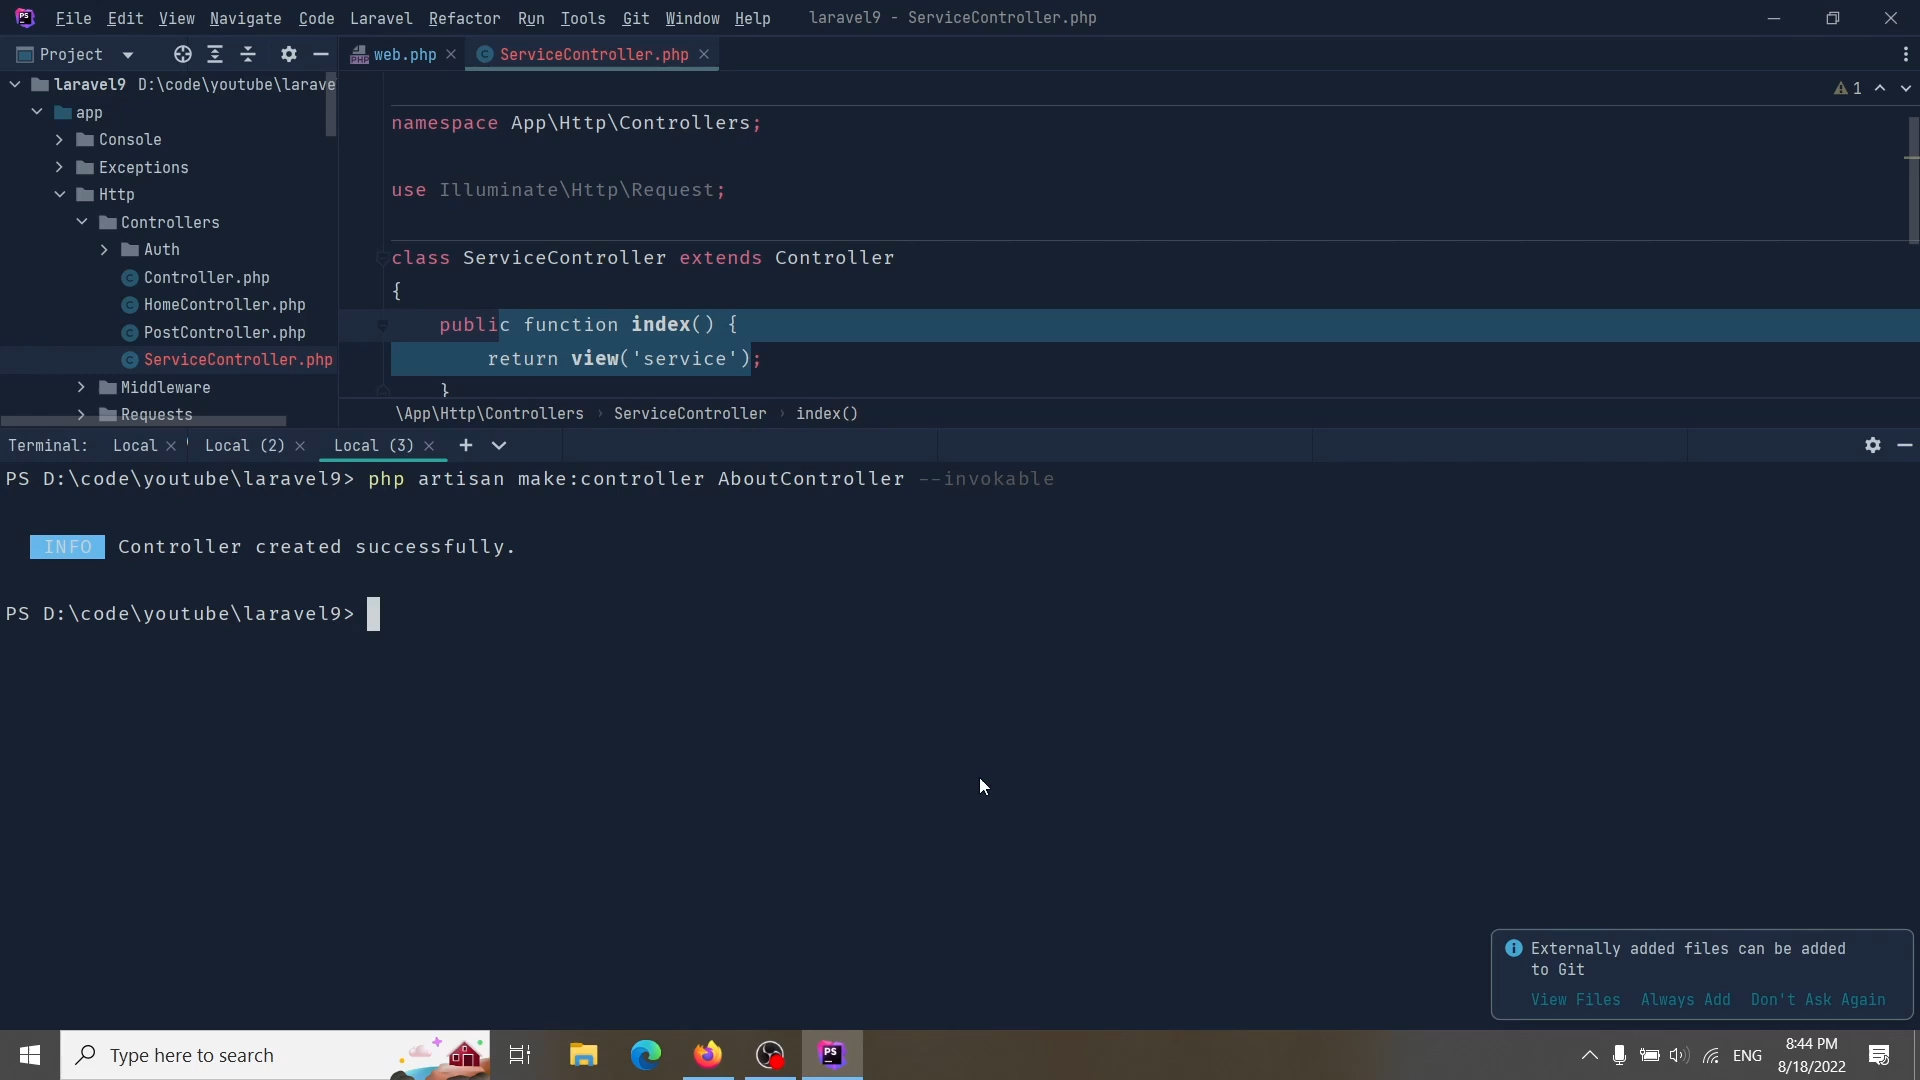 File Edit View Navigate Code Laravel Refactor Run Tools Git Window Help laravel9 - ServiceController.php
Project web.php ServiceController.php
laravel9 D:\code\youtube\larave
app
Console
Exceptions
Http
Controllers
Auth
Controller.php
HomeController.php
PostController.php
ServiceController.php
Middleware
Requests
1
namespace App\Http\Controllers;
use Illuminate\Http\Request;
class ServiceController extends Controller
{
public function index() {
return view('service');
}
\App\Http\Controllers › ServiceController › index()
Terminal: Local Local (2) Local (3)
PS D:\code\youtube\laravel9> php artisan make:controller AboutController --invokable
INFO Controller created successfully.
PS D:\code\youtube\laravel9>
Externally added files can be added
to Git
View Files Always Add Don't Ask Again
Type here to search
PS
ENG
8:44 PM
8/18/2022